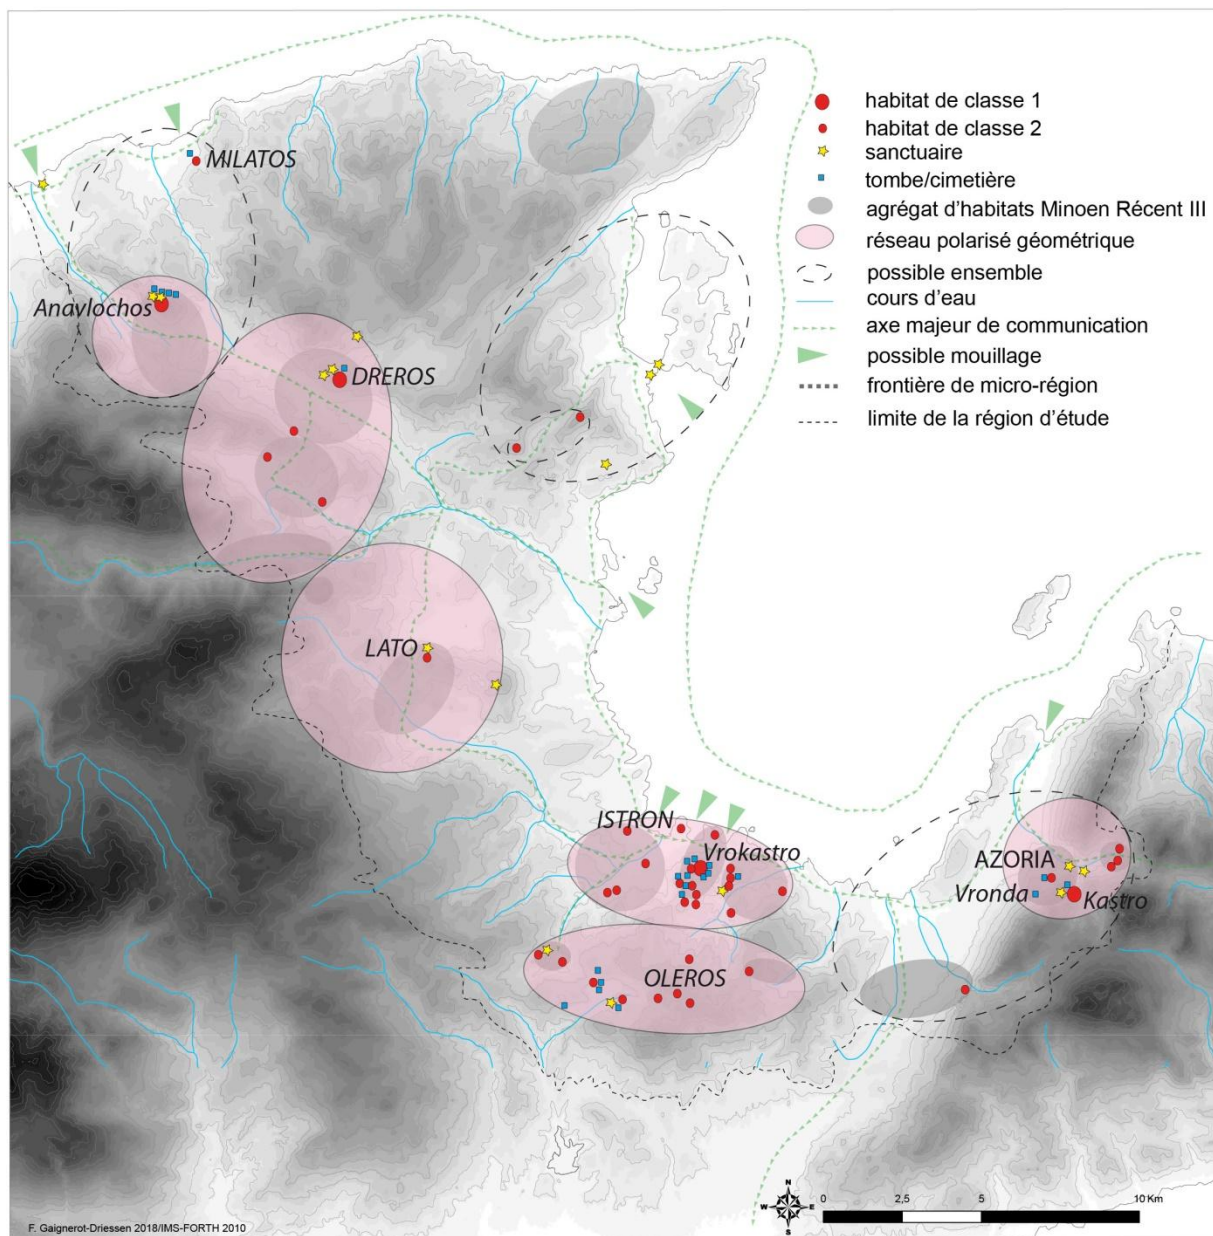 habitat de classe 1
habitat de classe 2
sanctuaire
tombe/cimetière
agrégat d'habitats Minoen Récent III
réseau polarisé géométrique
possible ensemble
cours d'eau
axe majeur de communication
possible mouillage
frontière de micro-région
limite de la région d'étude
MILATOS
Anavlochos
DREROS
LATO
ISTRON
Vrokastro
AZORIA
Vronda
Kastro
OLEROS
N
W
E
S
0
2,5
5
10 Km
F. Gaignerot-Driessen 2018/IMS-FORTH 2010